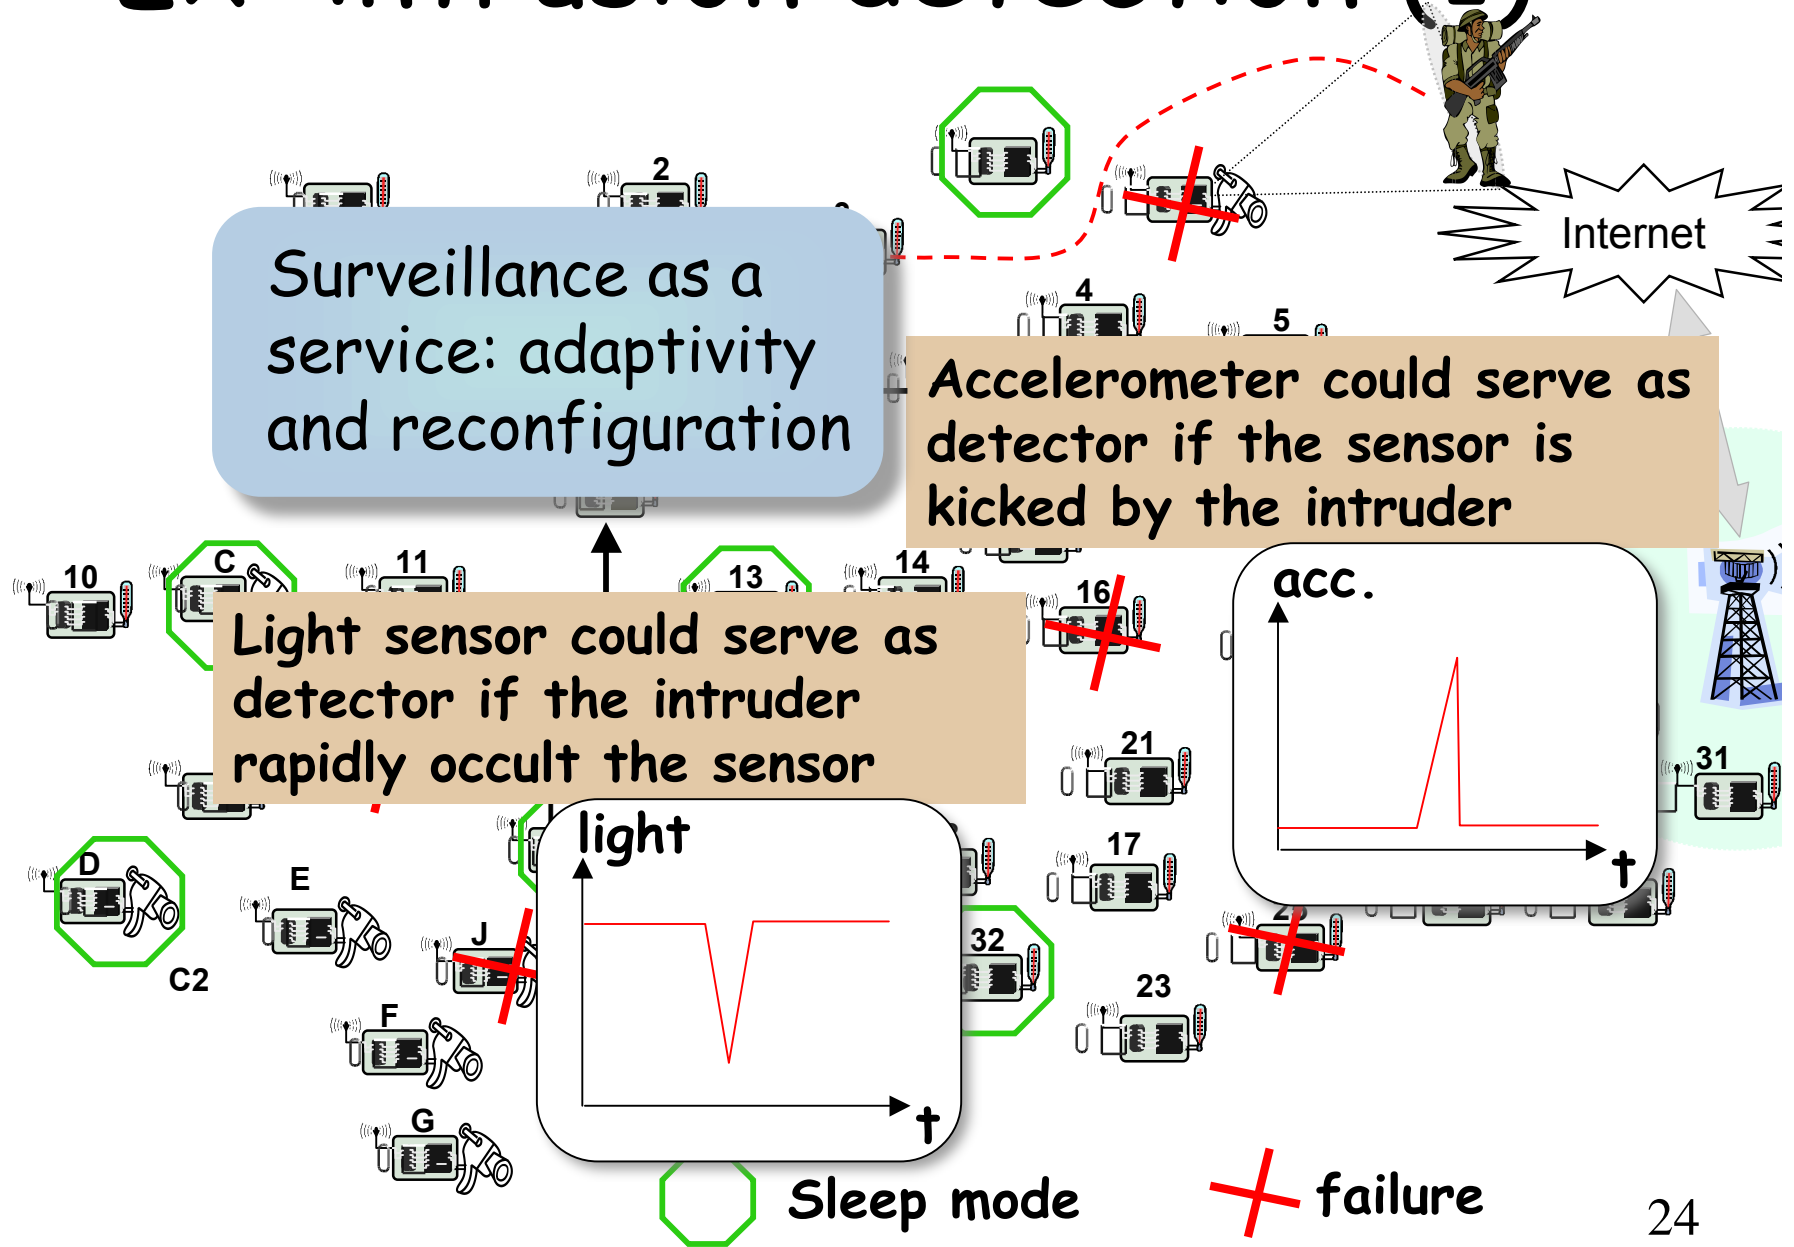 2
Internet
Surveillance as a
service: adaptivity
and reconfiguration
4
5
Accelerometer could serve as
detector if the sensor is
kicked by the intruder
10
C
11
13
14
16
acc.
t
Light sensor could serve as
detector if the intruder
rapidly occult the sensor
21
31
light
t
17
D
E
J
32
C2
23
F
G
Sleep mode
failure
24